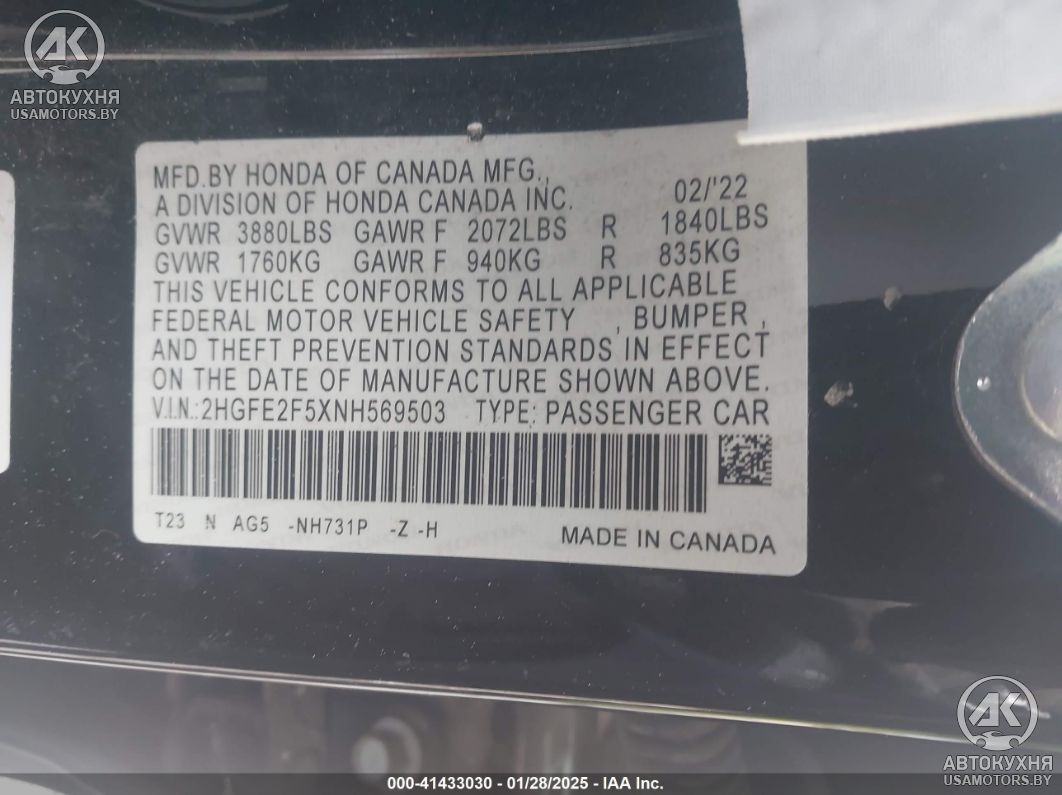 AK
АВТОКУХНЯ
USAMOTORS.BY
MFD.BY HONDA OF CANADA MFG.,
A DIVISION OF HONDA CANADA INC. 02/'22
GVWR 3880LBS GAWR F 2072LBS R 1840LBS
GVWR 1760KG GAWR F 940KG R 835KG
THIS VEHICLE CONFORMS TO ALL APPLICABLE
FEDERAL MOTOR VEHICLE SAFETY , BUMPER ,
AND THEFT PREVENTION STANDARDS IN EFFECT
ON THE DATE OF MANUFACTURE SHOWN ABOVE.
V.I.N.:2HGFE2F5XNH569503 TYPE: PASSENGER CAR
T23 N AG5 -NH731P -Z -H MADE IN CANADA
AK
АВТОКУХНЯ
USAMOTORS.BY
000-41433030 - 01/28/2025 - IAA Inc.